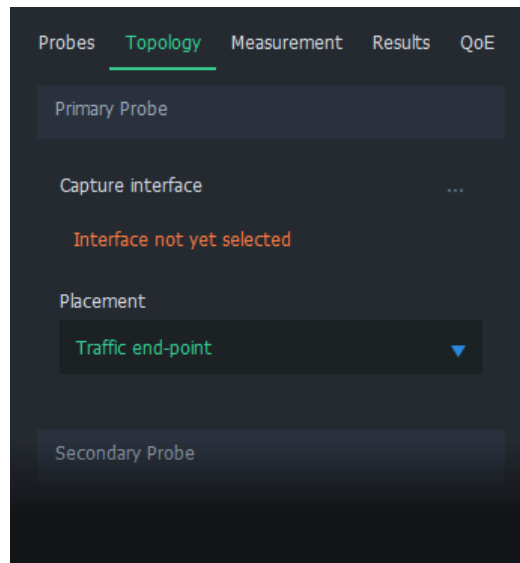 Probes Topology Measurement Results QoE
Primary Probe
Capture interface ...
Interface not yet selected
Placement
Traffic end-point
Secondary Probe